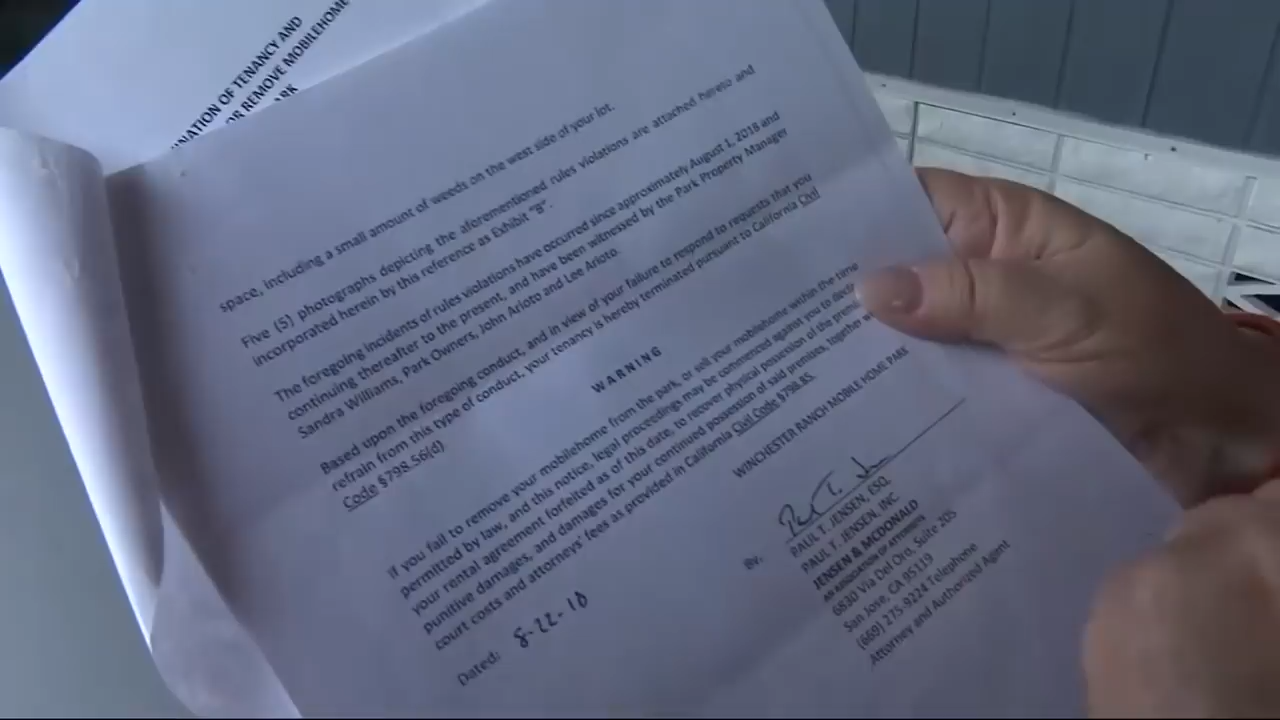 NATION OF TENANCY AND
OR REMOVE MOBILEHOME
ARK
space, including a small amount of weeds on the west side of your lot.
Five (5) photographs depicting the aforementioned rules violations are attached hereto and
incorporated herein by this reference as Exhibit "B".
The foregoing incidents of rules violations have occurred since approximately August 1, 2018 and
continuing thereafter to the present, and have been witnessed by the Park Property Manager
Sandra Williams, Park Owners, John Arioto and Lee Arioto.
Based upon the foregoing conduct, and in view of your failure to respond to requests that you
refrain from this type of conduct, your tenancy is hereby terminated pursuant to California Civil
Code §798.56(d)
WARNING
If you fail to remove your mobilehome from the park, or sell your mobilehome within the time
permitted by law, and this notice, legal proceedings may be commenced against you to
your rental agreement forfeited as of this date, to recover physical possession of the
punitive damages, and damages for your continued possession of said premises, together
court costs and attorneys' fees as provided in California Civil Code §798.85.
Dated: 8-22-18
WINCHESTER RANCH MOBILE HOME PARK
By:
PAUL T. JENSEN, ESQ.
PAUL T. JENSEN, INC
JENSEN & MCDONALD
AN ASSOCIATION OF ATTORNEYS
6830 Via Del Oro, Suite 205
San Jose, CA 95119
(669) 275-9224 Telephone
Attorney and Authorized Agent